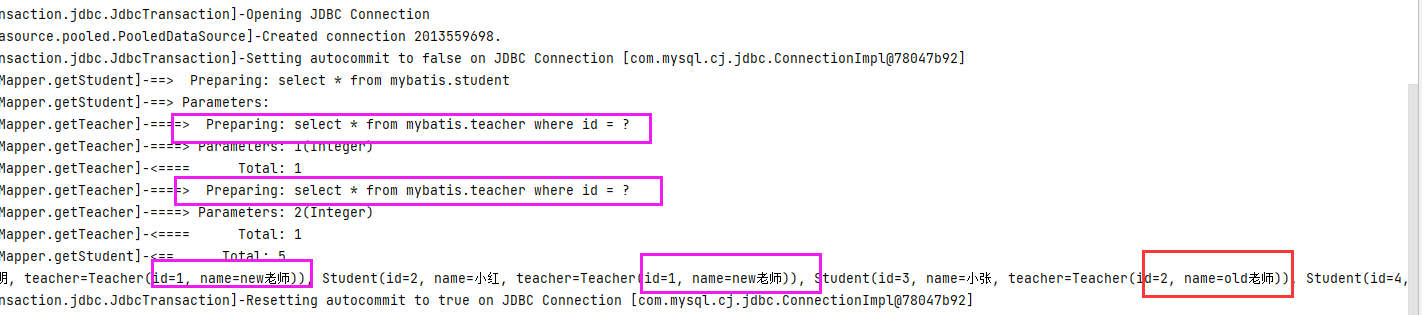 nsaction.jdbc.JdbcTransaction]-Opening JDBC Connection
asource.pooled.PooledDataSource]-Created connection 2013559698.
nsaction.jdbc.JdbcTransaction]-Setting autocommit to false on JDBC Connection [com.mysql.cj.jdbc.ConnectionImpl@78047b92]
Mapper.getStudent]-==>  Preparing: select * from mybatis.student
Mapper.getStudent]-==> Parameters:
Mapper.getTeacher]-====>  Preparing: select * from mybatis.teacher where id = ?
Mapper.getTeacher]-====> Parameters: 1(Integer)
Mapper.getTeacher]-<====      Total: 1
Mapper.getTeacher]-====>  Preparing: select * from mybatis.teacher where id = ?
Mapper.getTeacher]-====> Parameters: 2(Integer)
Mapper.getTeacher]-<====      Total: 1
Mapper.getStudent]-<==      Total: 5
明, teacher=Teacher(id=1, name=new老师)), Student(id=2, name=小红, teacher=Teacher(id=1, name=new老师)), Student(id=3, name=小张, teacher=Teacher(id=2, name=old老师)), Student(id=4,
nsaction.jdbc.JdbcTransaction]-Resetting autocommit to true on JDBC Connection [com.mysql.cj.jdbc.ConnectionImpl@78047b92]